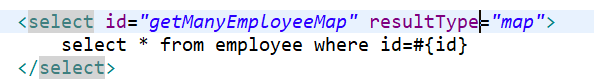 <select id="getManyEmployeeMap" resultType="map">
select * from employee where id=#{id}
</select>